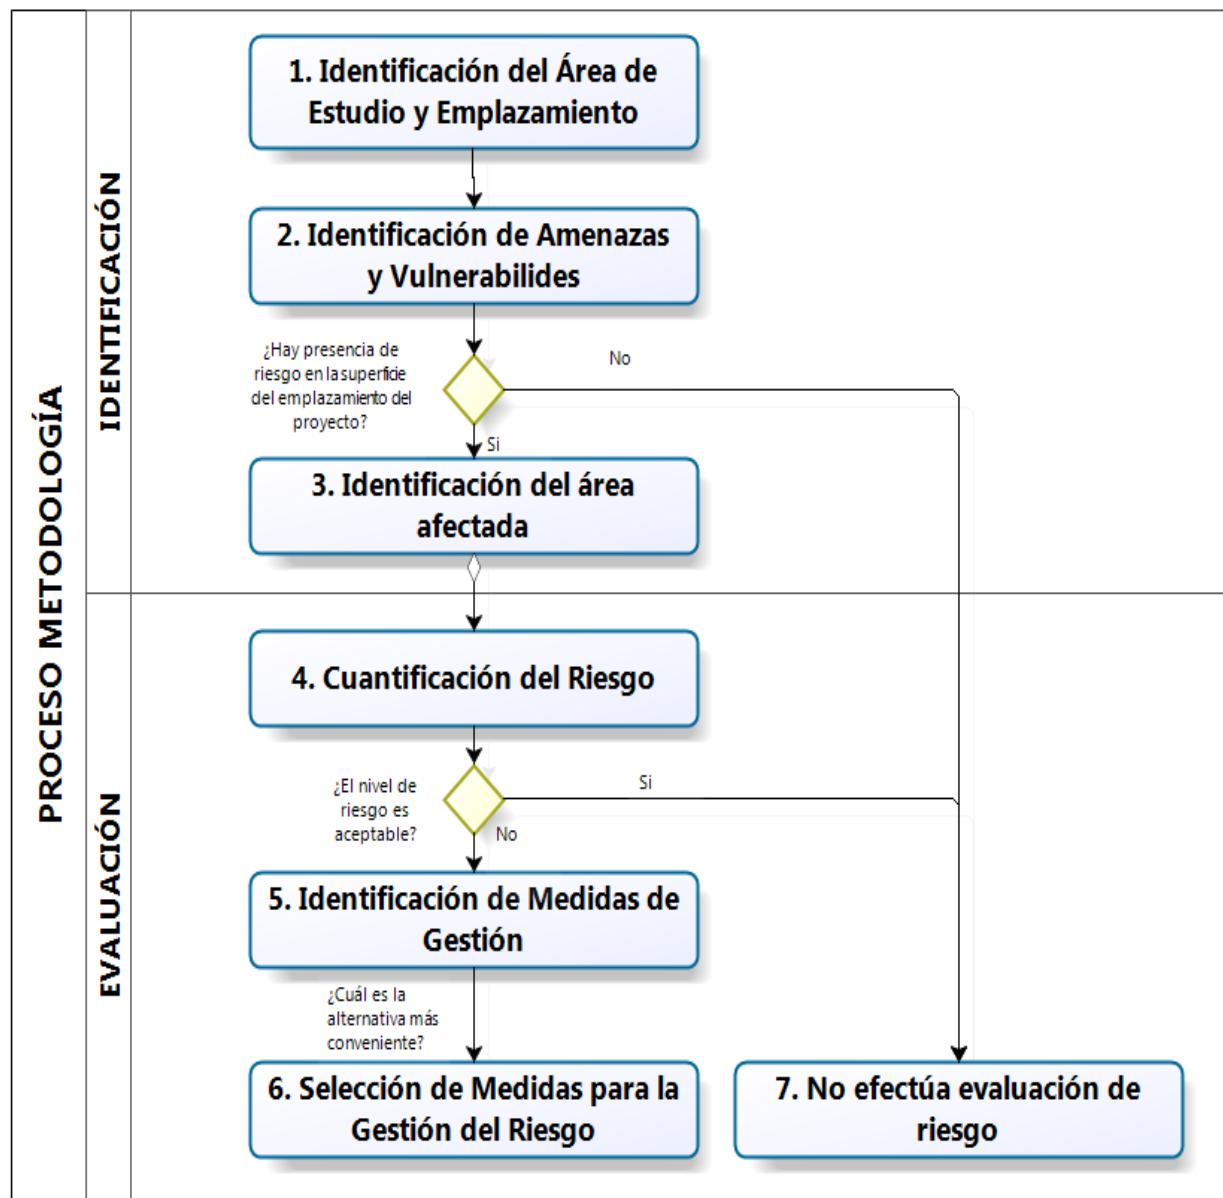 PROCESO METODOLOGÍA
IDENTIFICACIÓN
1. Identificación del Área de
Estudio y Emplazamiento
2. Identificación de Amenazas
y Vulnerabilides
¿Hay presencia de
riesgo en la superficie
del emplazamiento del
proyecto?
No
Si
3. Identificación del área
afectada
EVALUACIÓN
4. Cuantificación del Riesgo
¿El nivel de
riesgo es
aceptable?
Si
No
5. Identificación de Medidas de
Gestión
¿Cuál es la
alternativa más
conveniente?
6. Selección de Medidas para la
Gestión del Riesgo
7. No efectúa evaluación de
riesgo